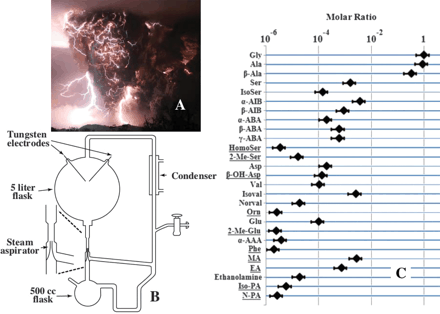 A
Tungsten
electrodes
5 liter
flask
Condenser
Steam
aspirator
500 cc
flask
B
Molar Ratio
10-6 10-4 10-2 1
Gly
Ala
β-Ala
Ser
IsoSer
α-AIB
β-AIB
α-ABA
β-ABA
γ-ABA
HomoSer
2-Me-Ser
Asp
β-OH-Asp
Val
Isoval
Norval
Orn
Glu
2-Me-Glu
α-AAA
Phe
MA
EA
Ethanolamine
Iso-PA
N-PA
C